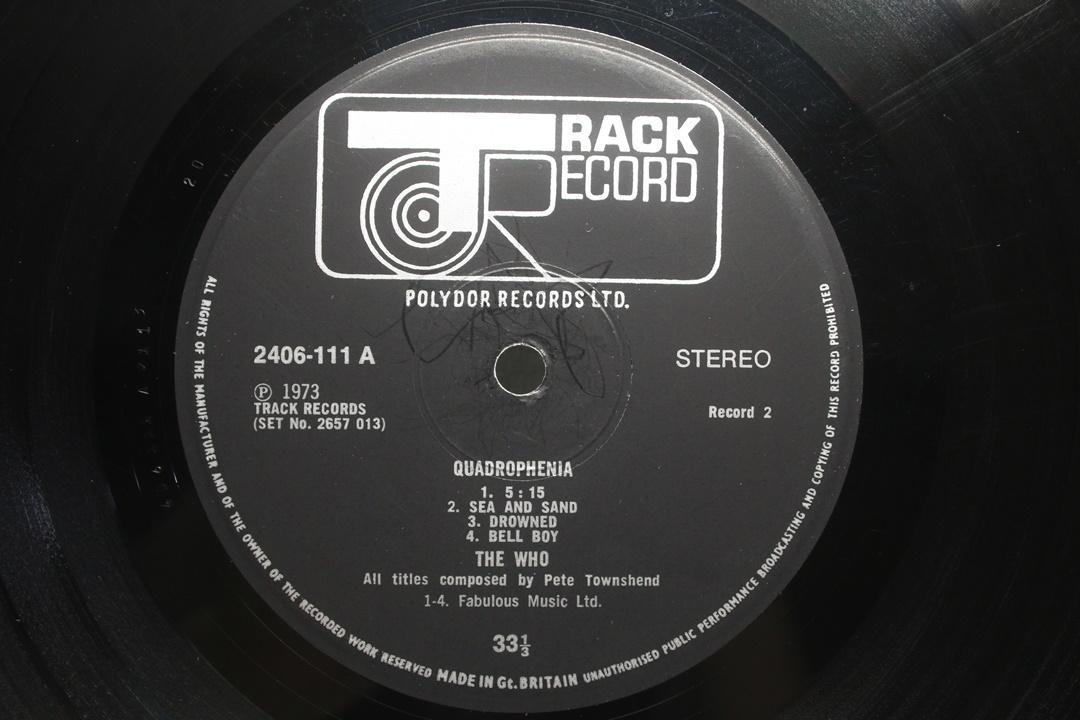 TRACK
RECORD
POLYDOR RECORDS LTD.
2406-111 A
STEREO
Ⓟ 1973
TRACK RECORDS
(SET No. 2657 013)
Record 2
QUADROPHENIA
1. 5:15
2. SEA AND SAND
3. DROWNED
4. BELL BOY
THE WHO
All titles composed by Pete Townshend
1-4. Fabulous Music Ltd.
33⅓
ALL RIGHTS OF THE MANUFACTURER AND OF THE OWNER OF THE RECORDED WORK RESERVED MADE IN Gt. BRITAIN UNAUTHORISED PUBLIC PERFORMANCE BROADCASTING AND COPYING OF THIS RECORD PROHIBITED
20